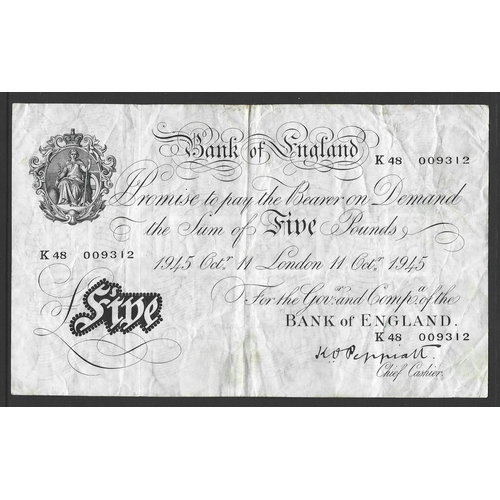 Bank of England
K 48 009312
I Promise to pay the Bearer on Demand
the Sum of Five Pounds
K 48 009312
1945 Octr. 11 London 11 Octr. 1945
For the Govr. and Compa. of the
BANK of ENGLAND.
£ Five
K 48 009312
K O Peppiatt.
Chief Cashier.